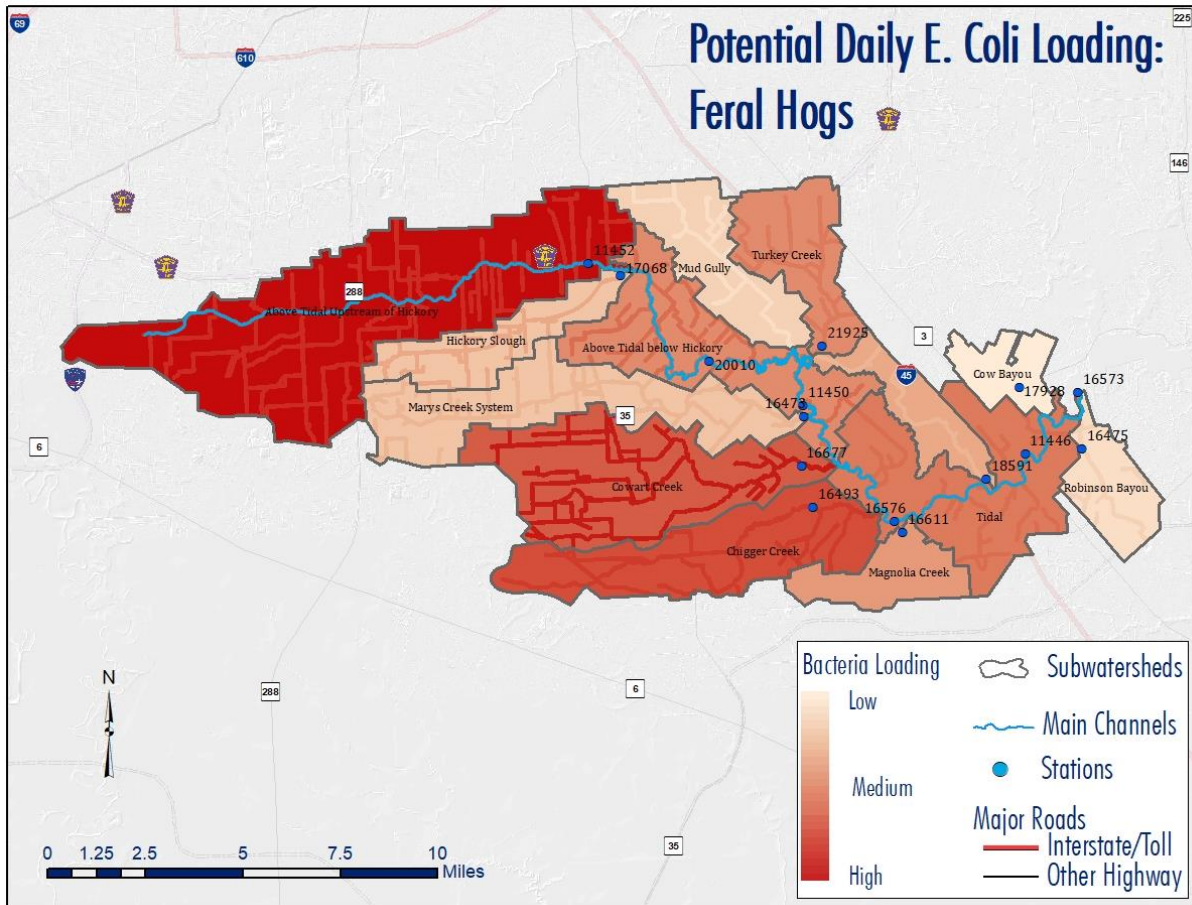 Potential Daily E. Coli Loading:
Feral Hogs
69
610
225
146
11452
17068
Mud Gully
Turkey Creek
288
Above Tidal Upstream of Hickory
Hickory Slough
Above Tidal below Hickory
20010
21925
3
45
Cow Bayou
17928
16573
Marys Creek System
35
16473
11450
11446
16475
6
16677
18591
Robinson Bayou
Cowart Creek
16493
16576
16611
Tidal
Chigger Creek
Magnolia Creek
N
288
6
35
0 1.25 2.5 5 7.5 10
Miles
Bacteria Loading
Low
Medium
High
Subwatersheds
Main Channels
Stations
Major Roads
Interstate/Toll
Other Highway